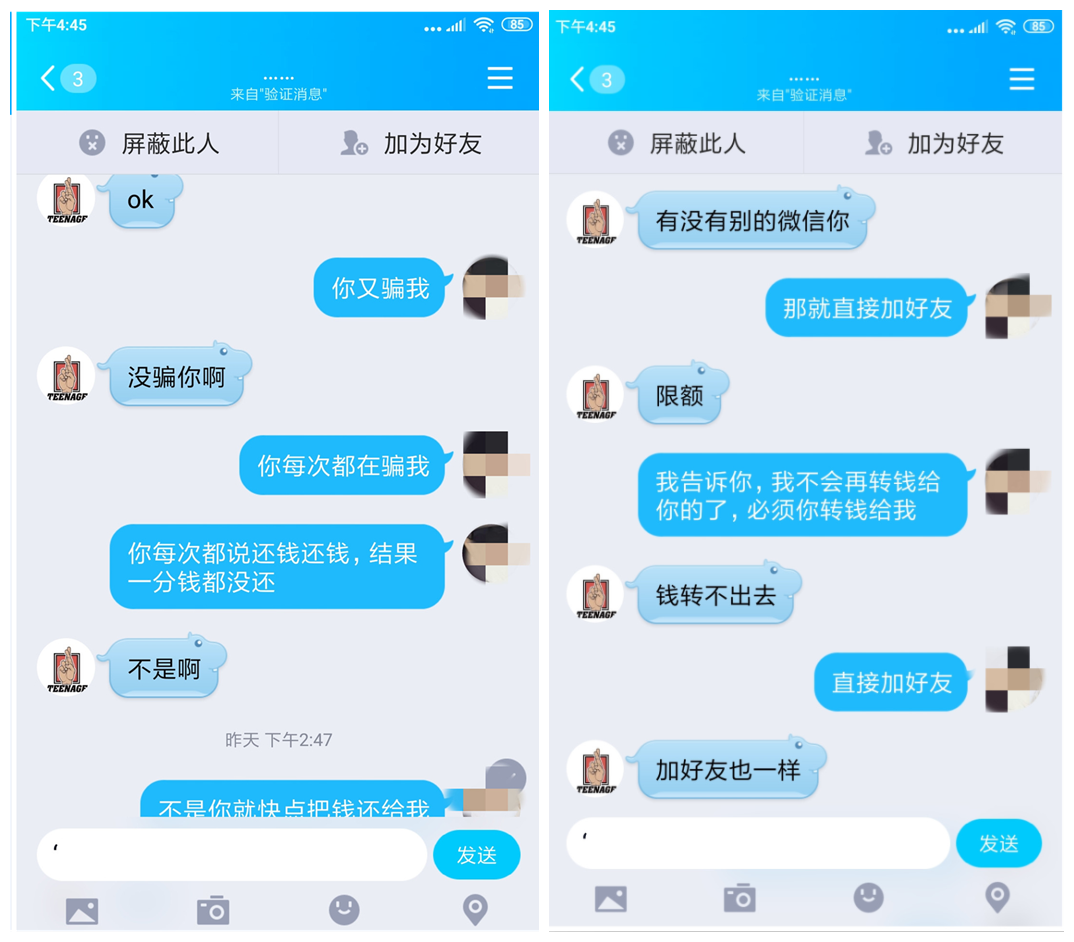 下午4:45
85
3
……
来自"验证消息"
屏蔽此人
加为好友
TEENAGF
ok
你又骗我
TEENAGF
没骗你啊
你每次都在骗我
你每次都说还钱还钱，结果
一分钱都没还
TEENAGF
不是啊
昨天 下午2:47
不是你就快点把钱还给我
‘
发送
下午4:45
85
3
……
来自"验证消息"
屏蔽此人
加为好友
TEENAGF
有没有别的微信你
那就直接加好友
TEENAGF
限额
我告诉你，我不会再转钱给
你的了，必须你转钱给我
TEENAGF
钱转不出去
直接加好友
TEENAGF
加好友也一样
‘
发送